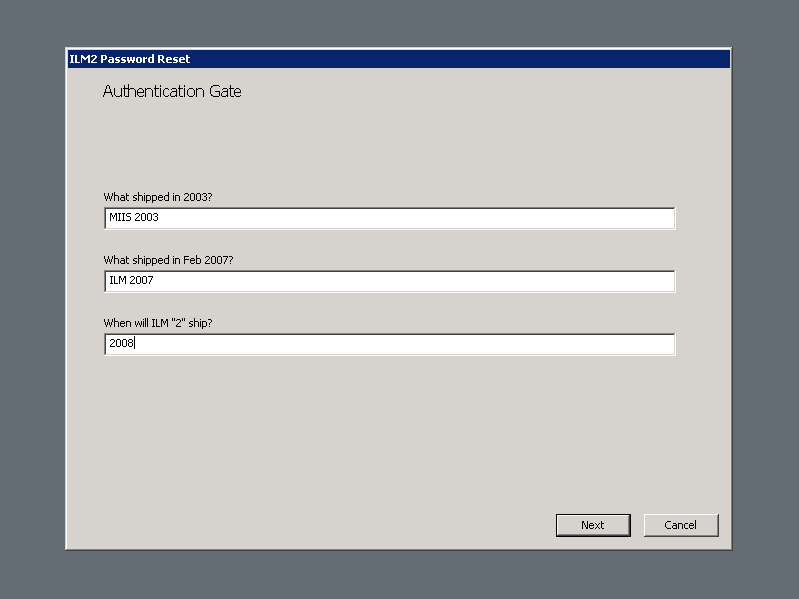 ILM2 Password Reset
Authentication Gate
What shipped in 2003?
MIIS 2003
What shipped in Feb 2007?
ILM 2007
When will ILM "2" ship?
2008
Next
Cancel